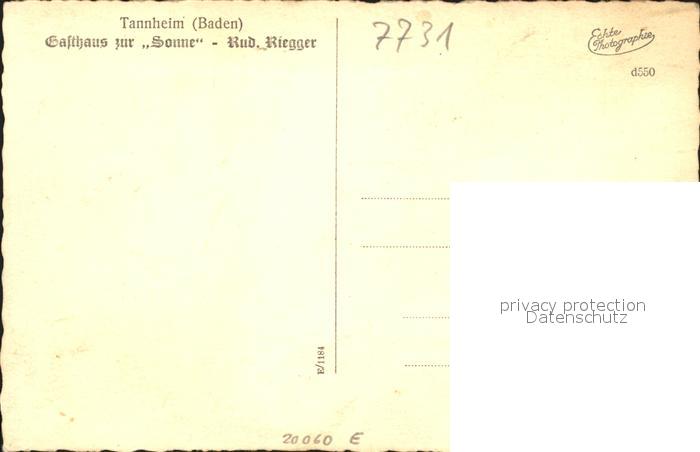 Tannheim (Baden)
Gasthaus zur „Sonne“ - Rud. Riegger
7731
Echte
Photographie
d550
E/1184
privacy protection
Datenschutz
20060 E